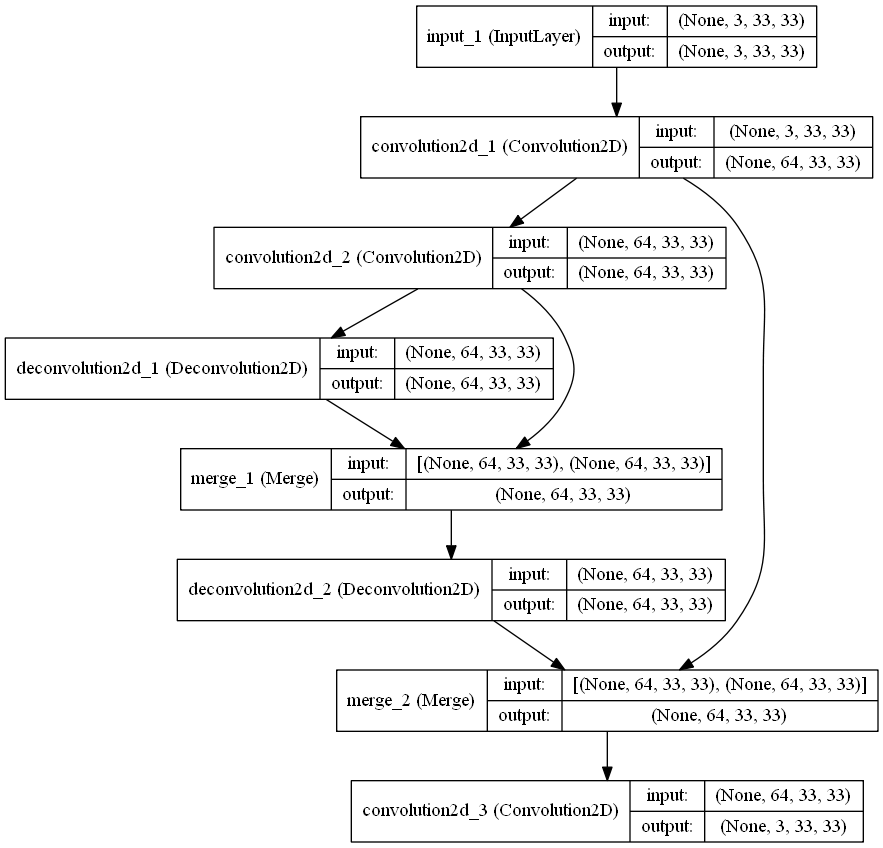 input_1 (InputLayer)
input: (None, 3, 33, 33)
output: (None, 3, 33, 33)
convolution2d_1 (Convolution2D)
input: (None, 3, 33, 33)
output: (None, 64, 33, 33)
convolution2d_2 (Convolution2D)
input: (None, 64, 33, 33)
output: (None, 64, 33, 33)
deconvolution2d_1 (Deconvolution2D)
input: (None, 64, 33, 33)
output: (None, 64, 33, 33)
merge_1 (Merge)
input: [(None, 64, 33, 33), (None, 64, 33, 33)]
output: (None, 64, 33, 33)
deconvolution2d_2 (Deconvolution2D)
input: (None, 64, 33, 33)
output: (None, 64, 33, 33)
merge_2 (Merge)
input: [(None, 64, 33, 33), (None, 64, 33, 33)]
output: (None, 64, 33, 33)
convolution2d_3 (Convolution2D)
input: (None, 64, 33, 33)
output: (None, 3, 33, 33)